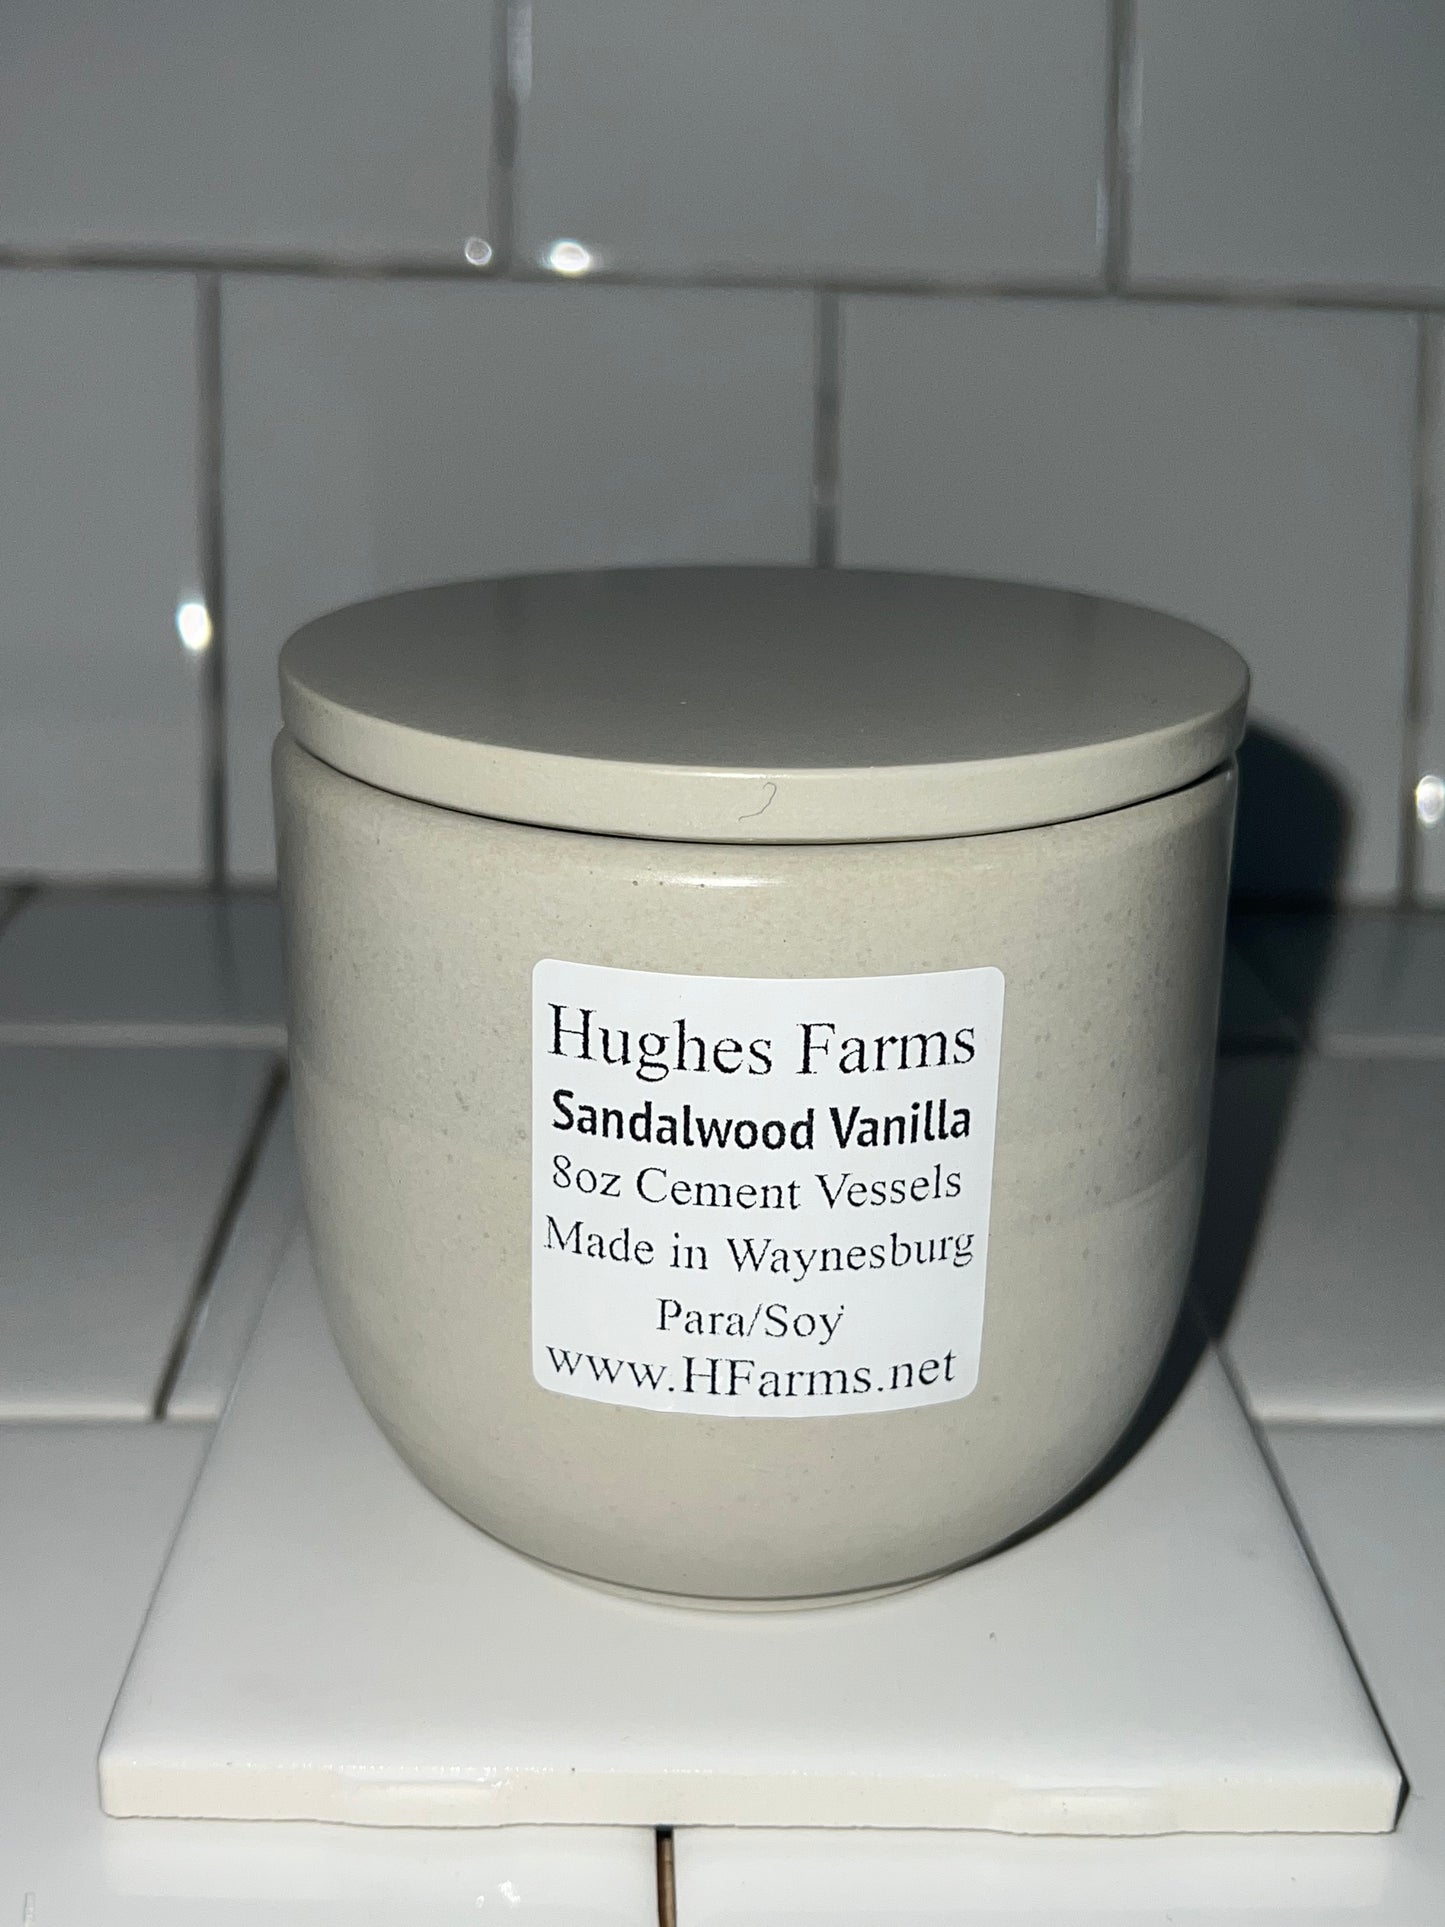 Hughes Farms
Sandalwood Vanilla
8oz Cement Vessels
Made in Waynesburg
Para/Soy
www.HFarms.net